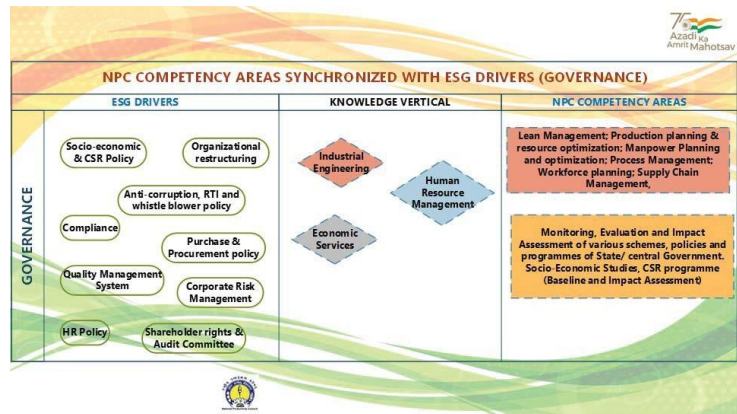 75
Azadi Ka
Amrit Mahotsav
NPC COMPETENCY AREAS SYNCHRONIZED WITH ESG DRIVERS (GOVERNANCE)
ESG DRIVERS
KNOWLEDGE VERTICAL
NPC COMPETENCY AREAS
GOVERNANCE
Socio-economic
& CSR Policy
Organizational
restructuring
Anti-corruption, RTI and
whistle blower policy
Compliance
Purchase &
Procurement policy
Quality Management
System
Corporate Risk
Management
HR Policy
Shareholder rights &
Audit Committee
Industrial
Engineering
Human
Resource
Management
Economic
Services
Lean Management; Production planning &
resource optimization; Manpower Planning
and optimization; Process Management;
Workforce planning; Supply Chain
Management,
Monitoring, Evaluation and Impact
Assessment of various schemes, policies and
programmes of State/ central Government.
Socio-Economic Studies, CSR programme
(Baseline and Impact Assessment)
National Productivity Council